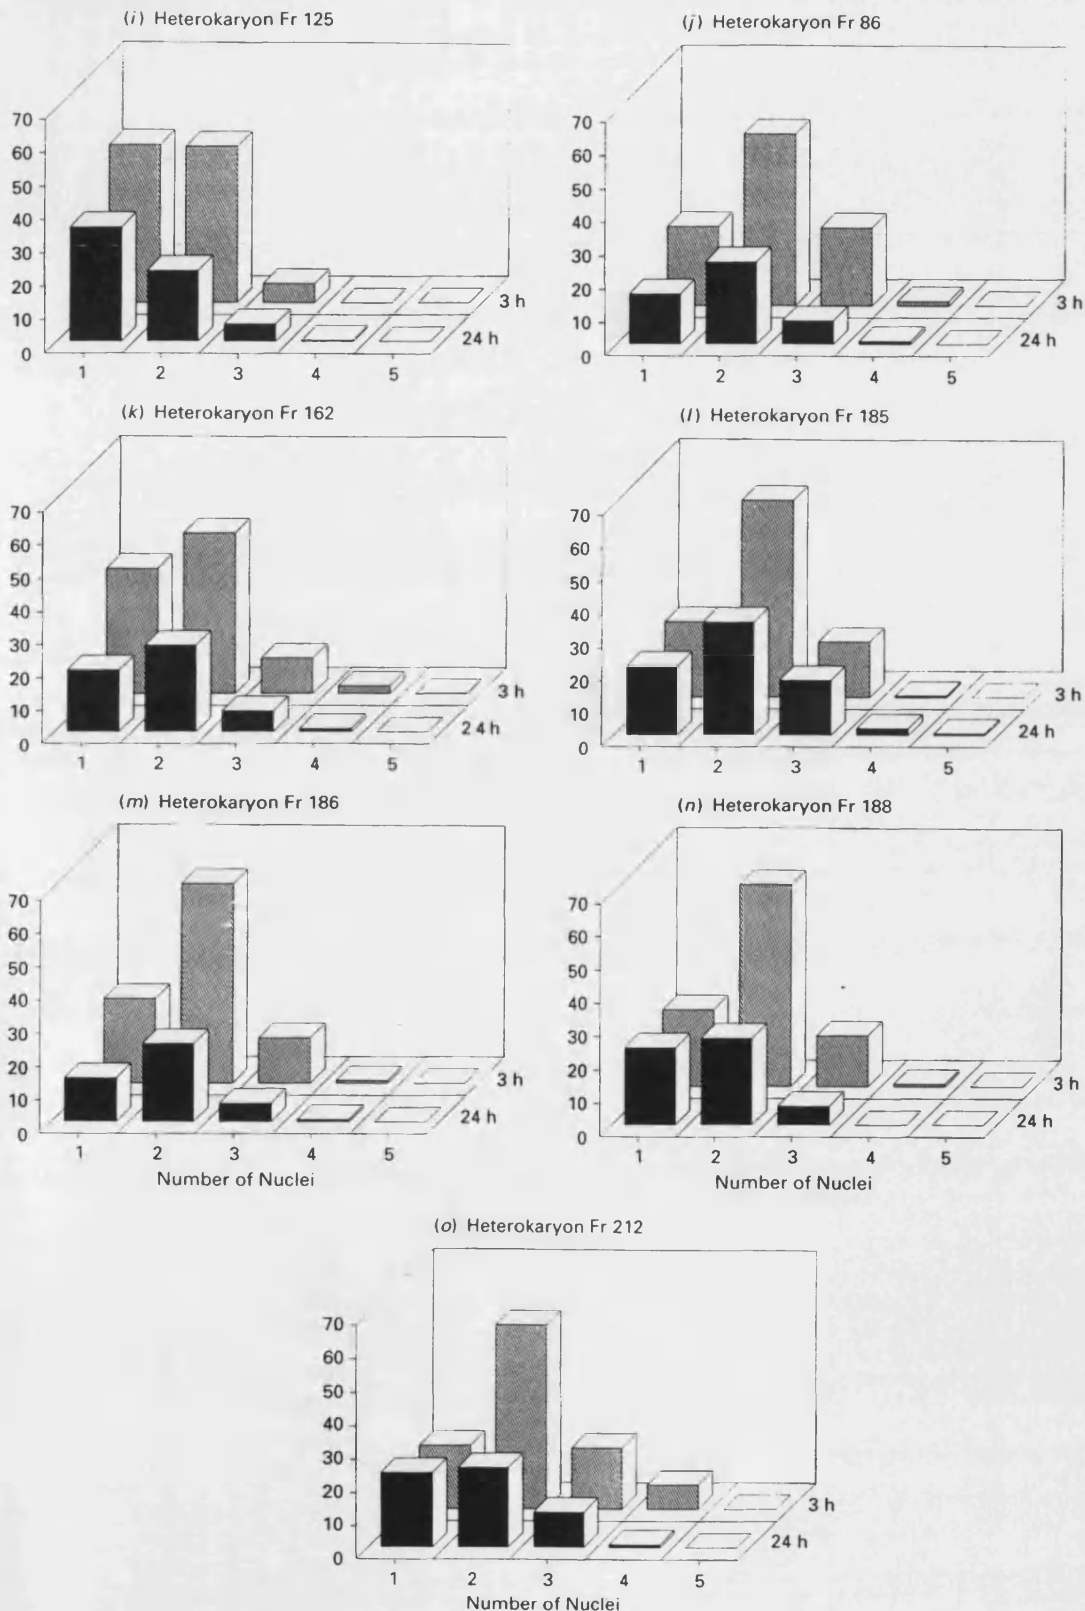 (i) Heterokaryon Fr 125
70
60
50
40
30
20
10
0
3 h
24 h
1 2 3 4 5
(j) Heterokaryon Fr 86
70
60
50
40
30
20
10
0
3 h
24 h
1 2 3 4 5
(k) Heterokaryon Fr 162
70
60
50
40
30
20
10
0
3 h
24 h
1 2 3 4 5
(l) Heterokaryon Fr 185
70
60
50
40
30
20
10
0
3 h
24 h
1 2 3 4 5
(m) Heterokaryon Fr 186
70
60
50
40
30
20
10
0
3 h
24 h
1 2 3 4 5
Number of Nuclei
(n) Heterokaryon Fr 188
70
60
50
40
30
20
10
0
3 h
24 h
1 2 3 4 5
Number of Nuclei
(o) Heterokaryon Fr 212
70
60
50
40
30
20
10
0
3 h
24 h
1 2 3 4 5
Number of Nuclei